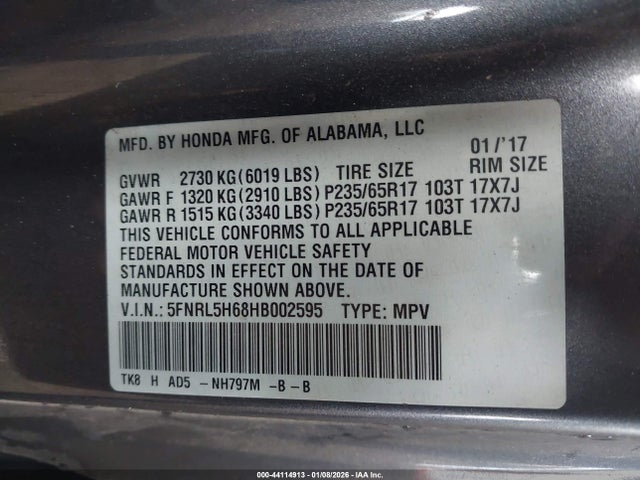 MFD. BY HONDA MFG. OF ALABAMA, LLC 01/'17
GVWR 2730 KG(6019 LBS) TIRE SIZE RIM SIZE
GAWR F 1320 KG(2910 LBS)P235/65R17 103T 17X7J
GAWR R 1515 KG(3340 LBS)P235/65R17 103T 17X7J
THIS VEHICLE CONFORMS TO ALL APPLICABLE
FEDERAL MOTOR VEHICLE SAFETY
STANDARDS IN EFFECT ON THE DATE OF
MANUFACTURE SHOWN ABOVE.
V.I.N.: 5FNRL5H68HB002595 TYPE: MPV
TK8 H AD5 -NH797M -B-B
000-44114913 - 01/08/2026 - IAA Inc.